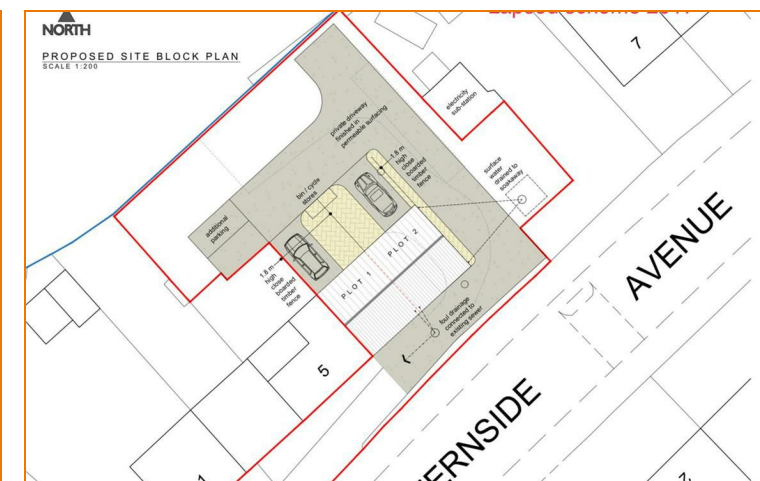 NORTH
PROPOSED SITE BLOCK PLAN
SCALE 1:200
7
electricity
sub-station
private driveway
finished in
permeable surfacing
1.8 m
high
close
boarded
timber
fence
surface
water
drained to
soakaway
bin / cycle
stores
additional
parking
1.8 m
high
close
boarded
timber
fence
PLOT 1
PLOT 2
foul drainage
connected to
existing sewer
5
AVENUE
ERNSIDE